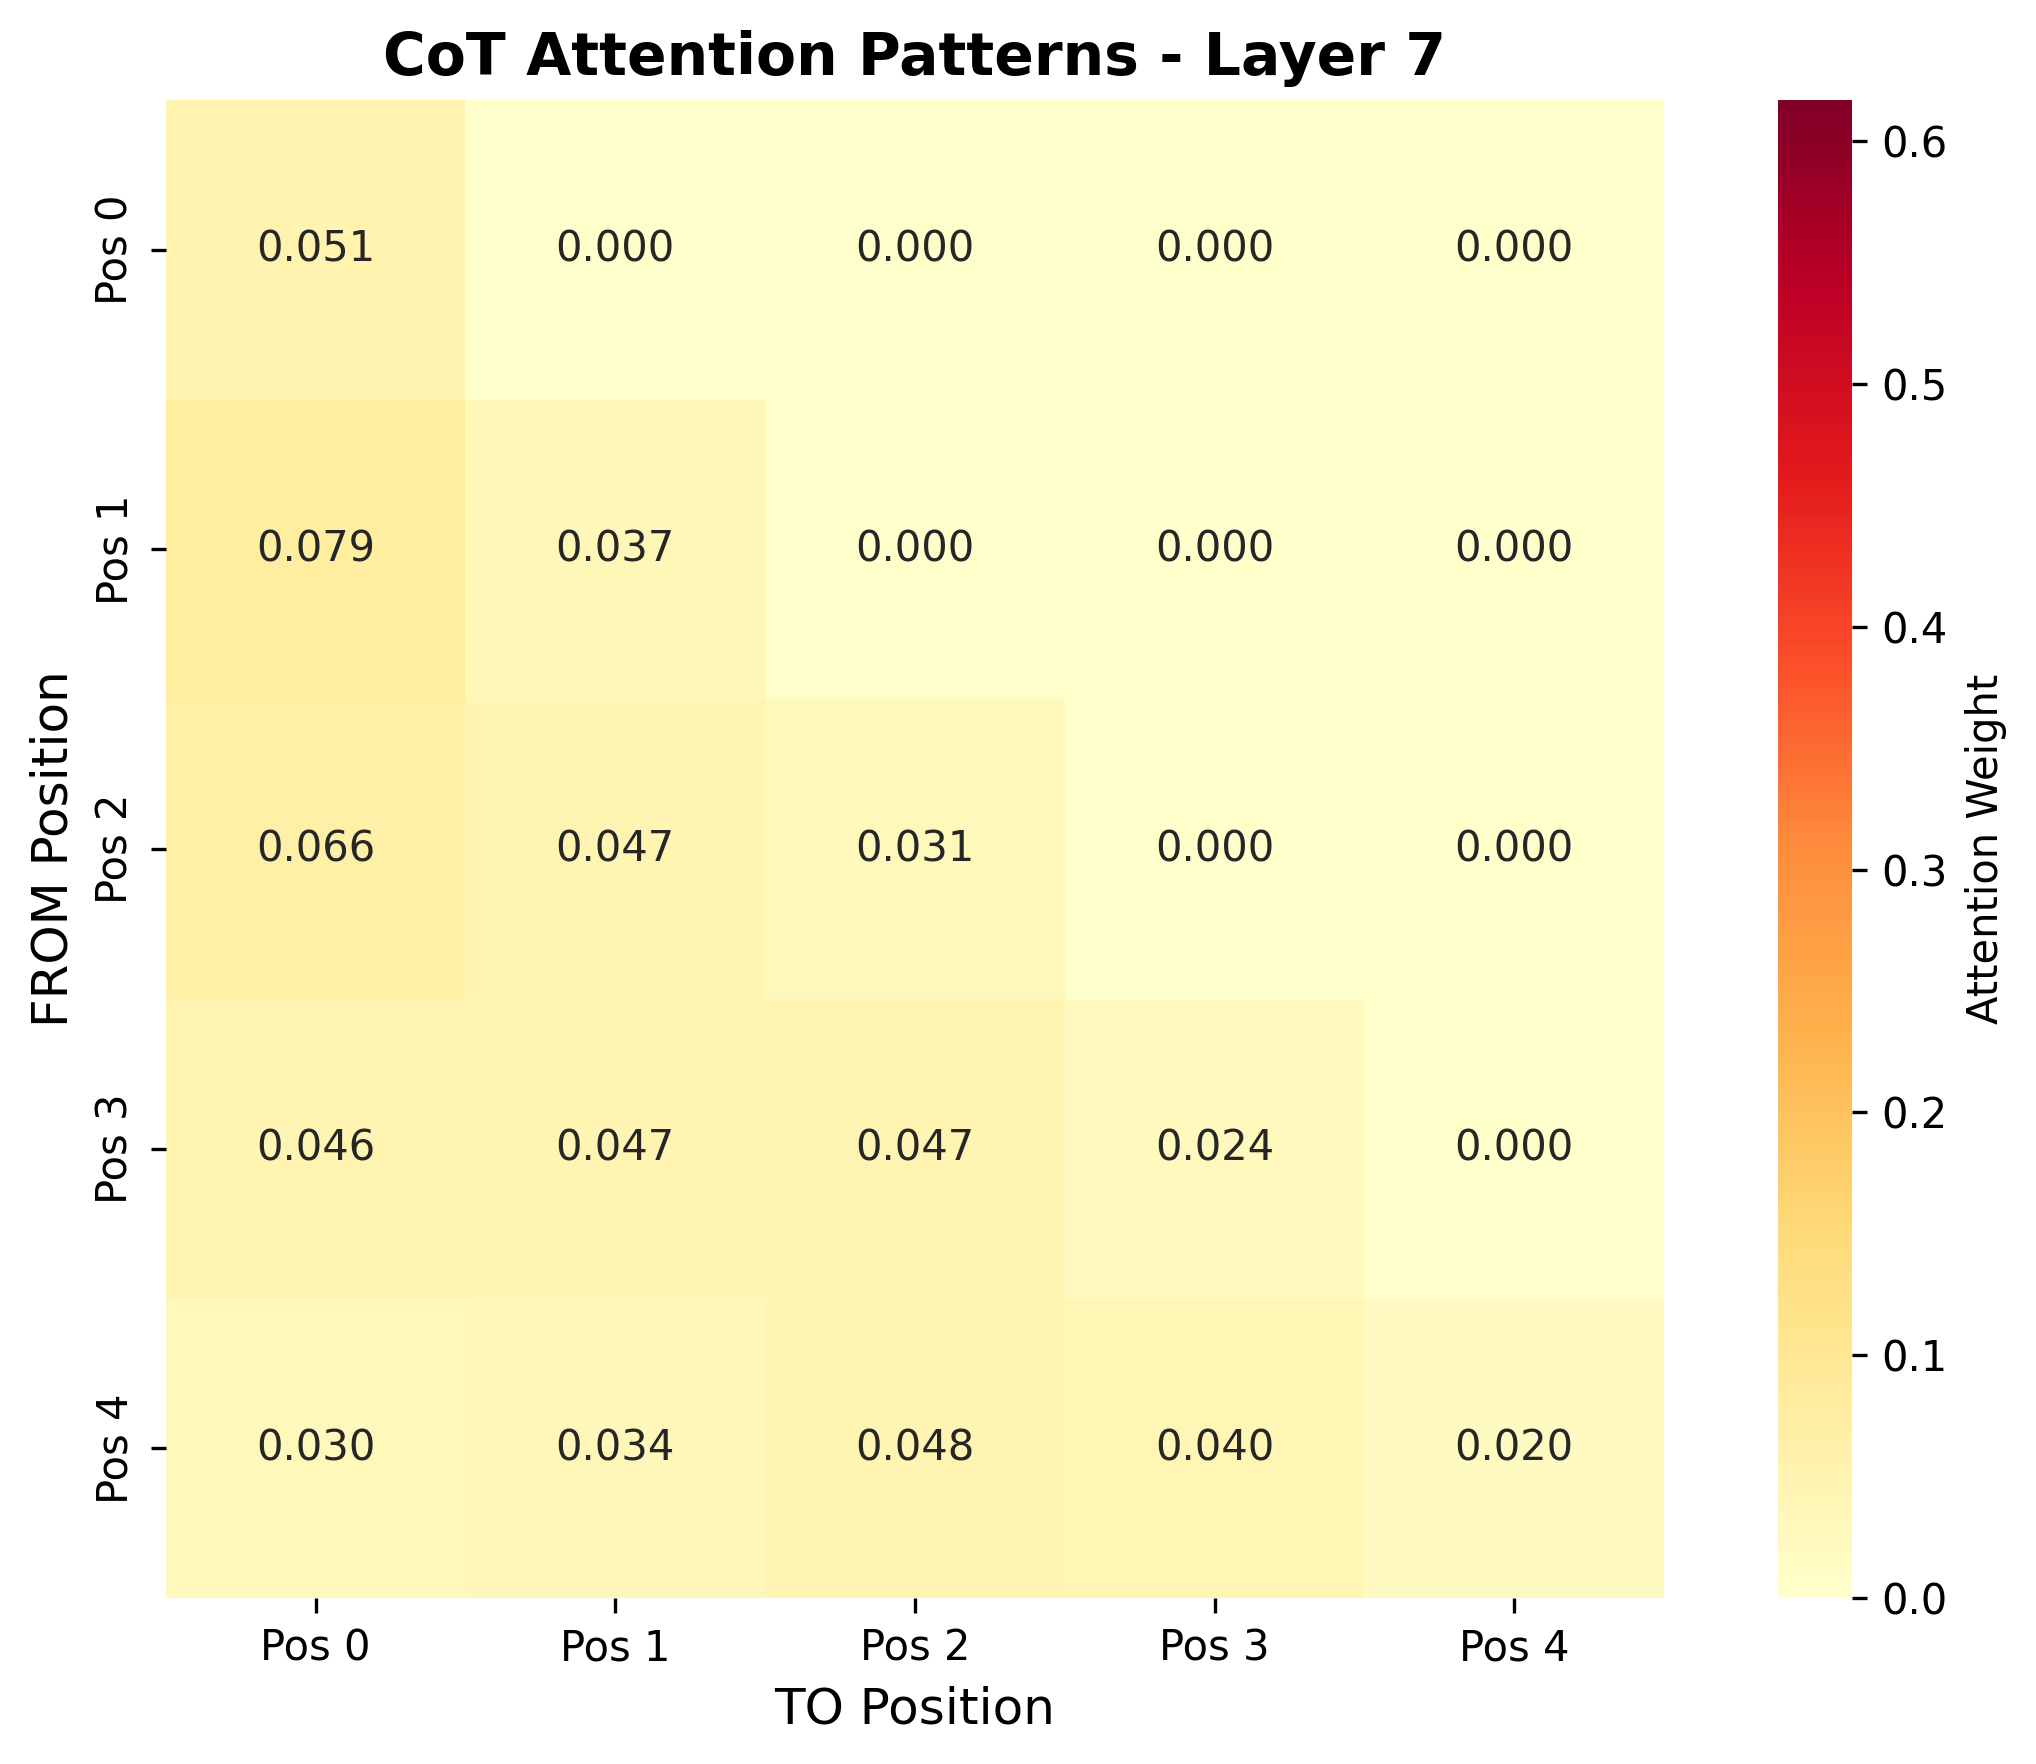 CoT Attention Patterns - Layer 7
FROM Position
Pos 0
0.051 0.000 0.000 0.000 0.000
Pos 1
0.079 0.037 0.000 0.000 0.000
Pos 2
0.066 0.047 0.031 0.000 0.000
Pos 3
0.046 0.047 0.047 0.024 0.000
Pos 4
0.030 0.034 0.048 0.040 0.020
Pos 0 Pos 1 Pos 2 Pos 3 Pos 4
TO Position
0.6
0.5
0.4
0.3
0.2
0.1
0.0
Attention Weight